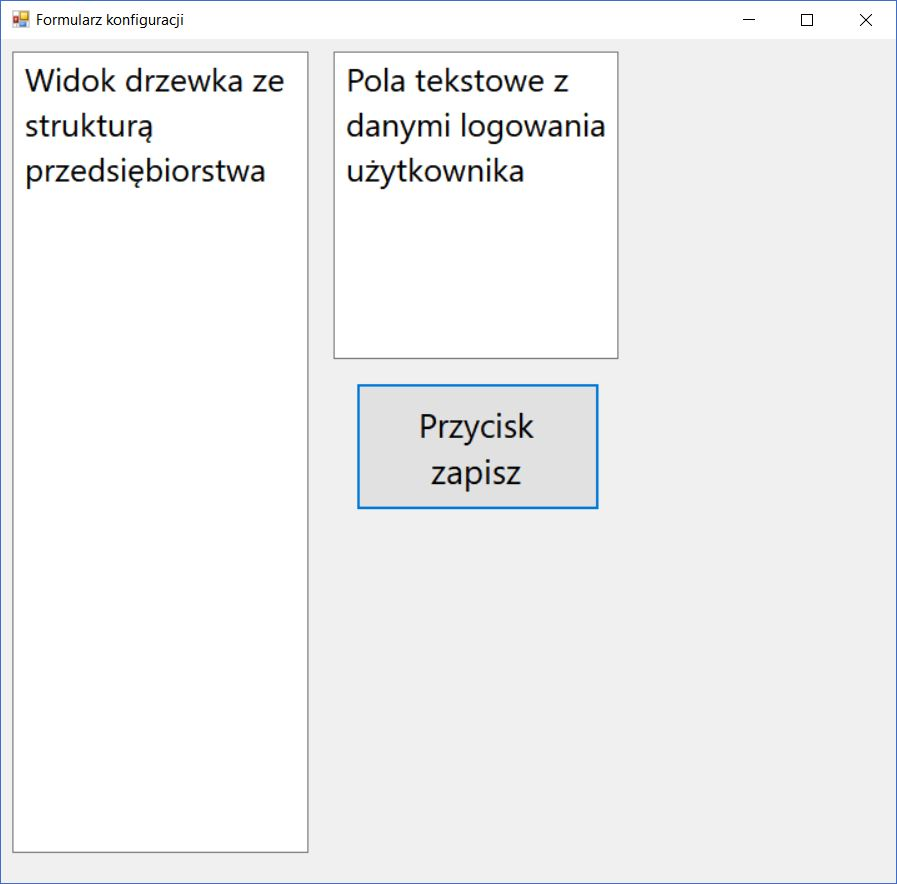 Formularz konfiguracji
Widok drzewka ze
strukturą
przedsiębiorstwa
Pola tekstowe z
danymi logowania
użytkownika
Przycisk
zapisz